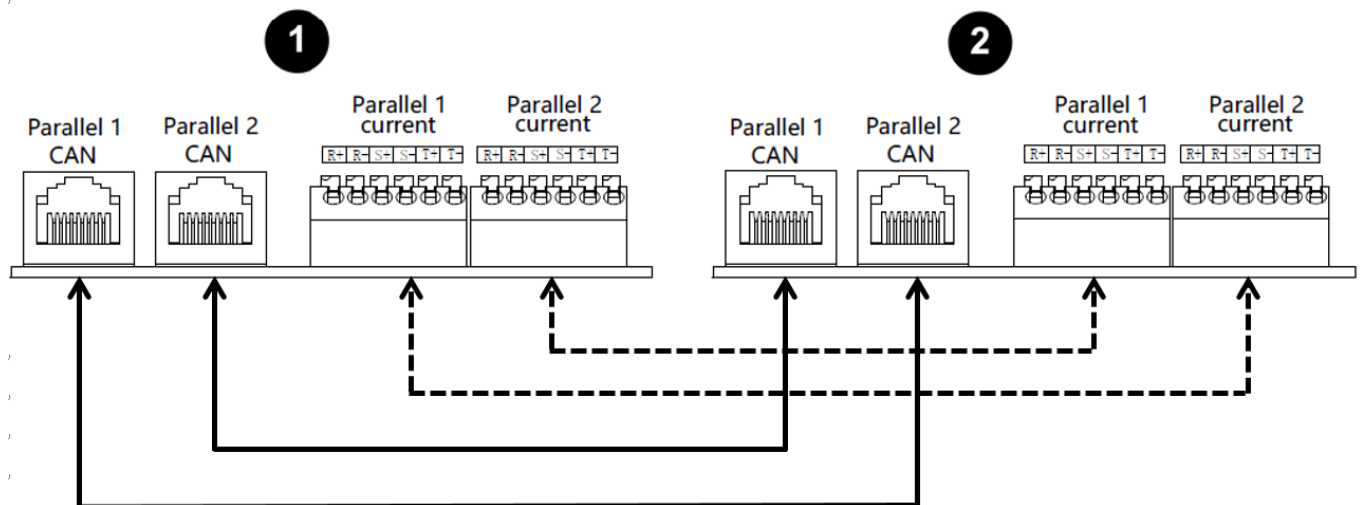 1
2
Parallel 1
CAN
Parallel 2
CAN
Parallel 1
current
Parallel 2
current
R+ R- S+ S- T+ T-
R+ R- S+ S- T+ T-
Parallel 1
CAN
Parallel 2
CAN
Parallel 1
current
Parallel 2
current
R+ R- S+ S- T+ T-
R+ R- S+ S- T+ T-